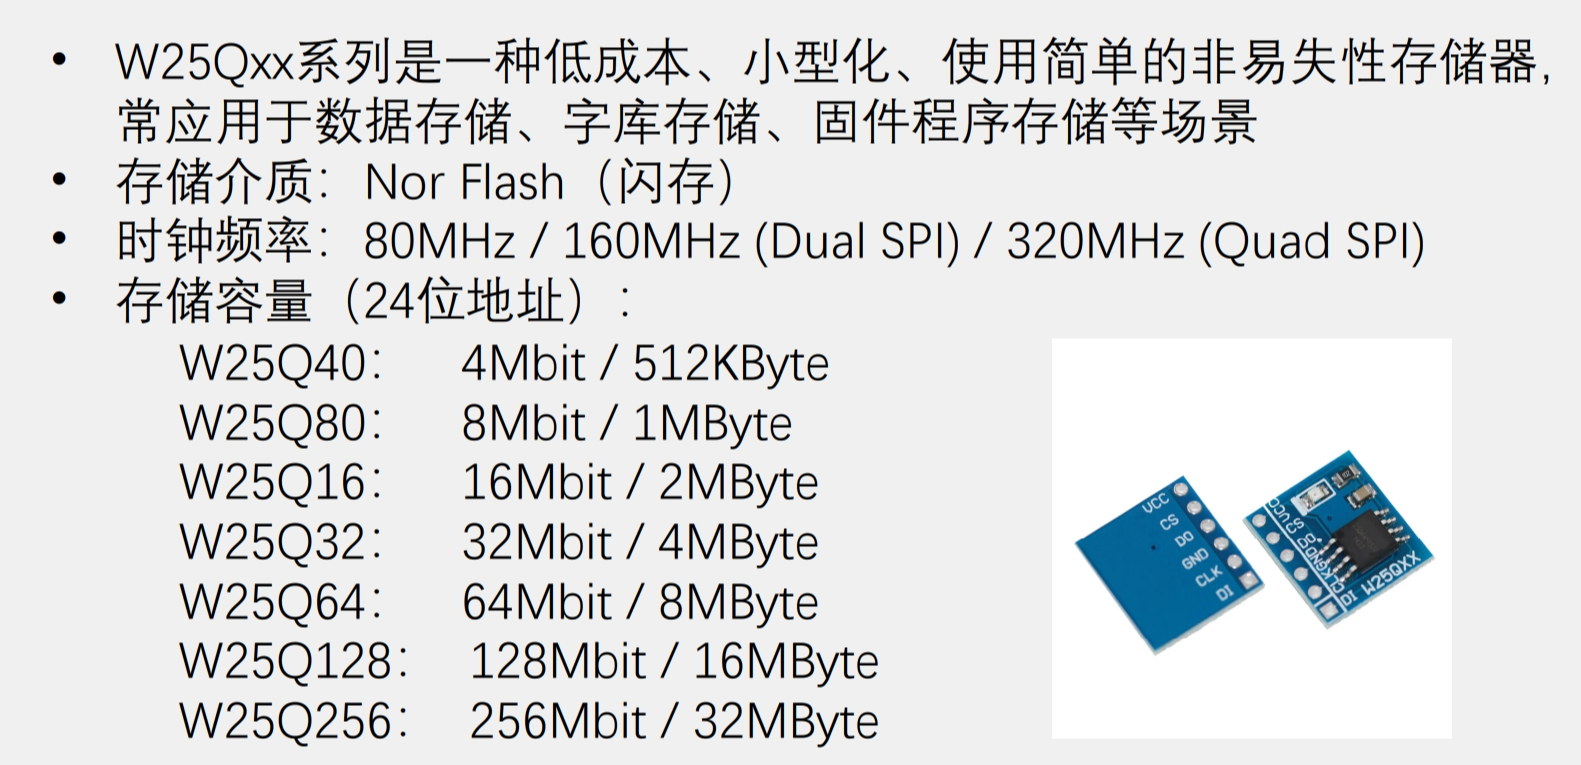 • W25Qxx系列是一种低成本、小型化、使用简单的非易失性存储器,
常应用于数据存储、字库存储、固件程序存储等场景
• 存储介质：Nor Flash（闪存）
• 时钟频率：80MHz / 160MHz (Dual SPI) / 320MHz (Quad SPI)
• 存储容量（24位地址）：
W25Q40： 4Mbit / 512KByte
W25Q80： 8Mbit / 1MByte
W25Q16： 16Mbit / 2MByte
W25Q32： 32Mbit / 4MByte
W25Q64： 64Mbit / 8MByte
W25Q128： 128Mbit / 16MByte
W25Q256： 256Mbit / 32MByte
VCC
CS
DO
GND
CLK
DI
VCC
CS
DO
GND
CLK
DI
W25QXX